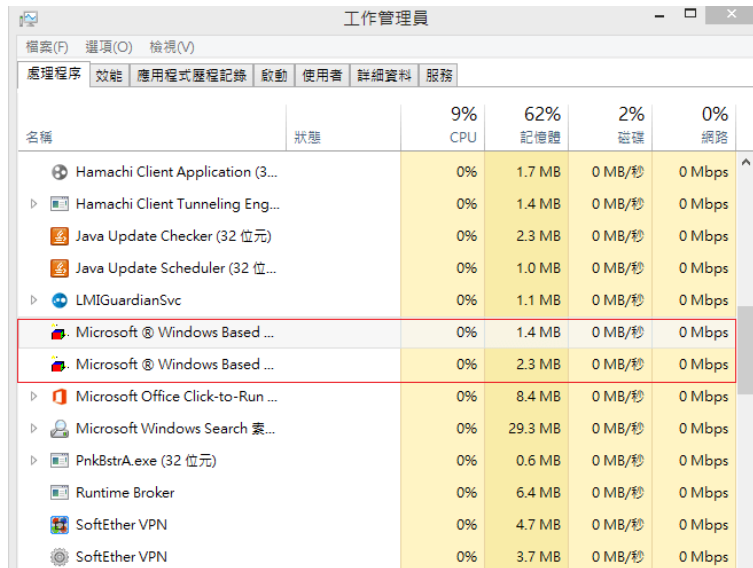 工作管理員
檔案(F) 選項(O) 檢視(V)
處理程序 效能 應用程式歷程記錄 啟動 使用者 詳細資料 服務
9% 62% 2% 0%
名稱 狀態 CPU 記憶體 磁碟 網路
Hamachi Client Application (3... 0% 1.7 MB 0 MB/秒 0 Mbps
Hamachi Client Tunneling Eng... 0% 1.4 MB 0 MB/秒 0 Mbps
Java Update Checker (32 位元) 0% 2.3 MB 0 MB/秒 0 Mbps
Java Update Scheduler (32 位... 0% 1.0 MB 0 MB/秒 0 Mbps
LMIGuardianSvc 0% 1.1 MB 0 MB/秒 0 Mbps
Microsoft ® Windows Based ... 0% 1.4 MB 0 MB/秒 0 Mbps
Microsoft ® Windows Based ... 0% 2.3 MB 0 MB/秒 0 Mbps
Microsoft Office Click-to-Run ... 0% 8.4 MB 0 MB/秒 0 Mbps
Microsoft Windows Search 索... 0% 29.3 MB 0 MB/秒 0 Mbps
PnkBstrA.exe (32 位元) 0% 0.6 MB 0 MB/秒 0 Mbps
Runtime Broker 0% 6.4 MB 0 MB/秒 0 Mbps
SoftEther VPN 0% 4.7 MB 0 MB/秒 0 Mbps
SoftEther VPN 0% 3.7 MB 0 MB/秒 0 Mbps